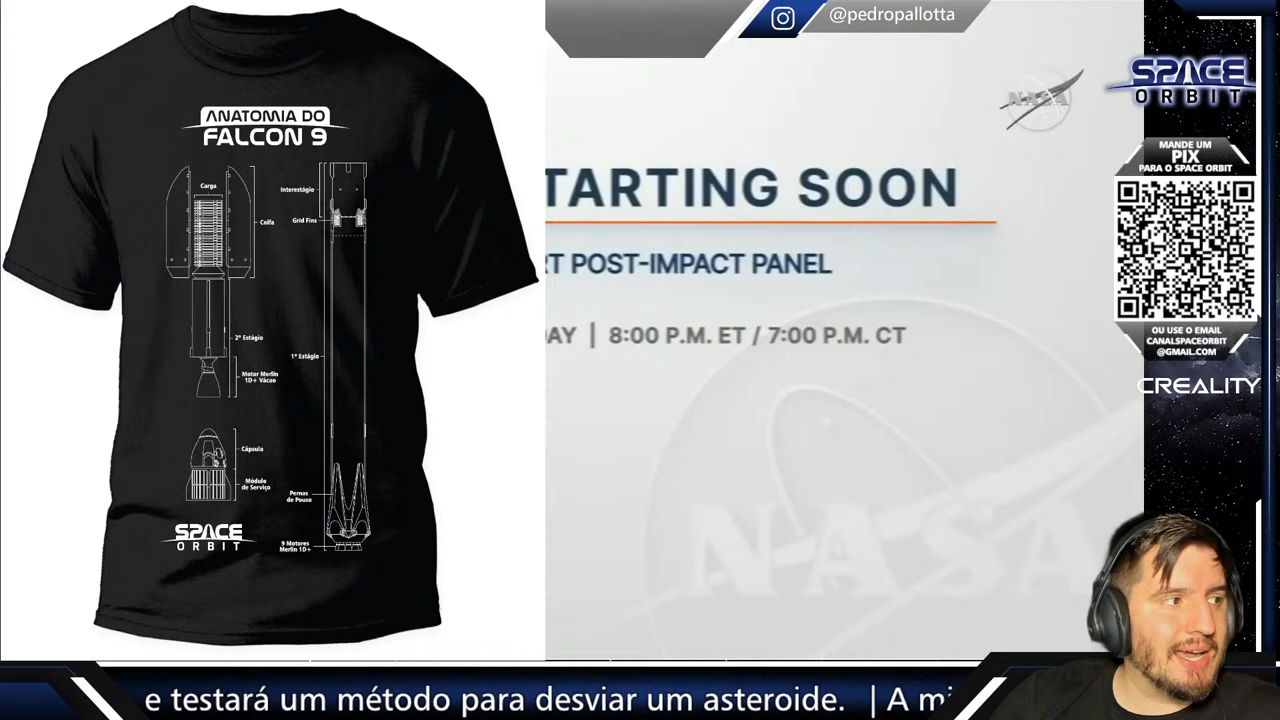 @pedropallotta
ANATOMIA DO
FALCON 9
Carga
Coifa
2º Estágio
Motor Merlin
1D+ Vácuo
Cápsula
Módulo
de Serviço
Interestágio
Grid Fins
1º Estágio
Pernas
de Pouso
9 Motores
Merlin 1D+
SPACE
ORBIT
NASA
TARTING SOON
RT POST-IMPACT PANEL
DAY | 8:00 P.M. ET / 7:00 P.M. CT
NASA
SPACE
ORBIT
MANDE UM
PIX
PARA O SPACE ORBIT
OU USE O EMAIL
CANALSPACEORBIT
@GMAIL.COM
CREALITY
e testará um método para desviar um asteroide. | A mi